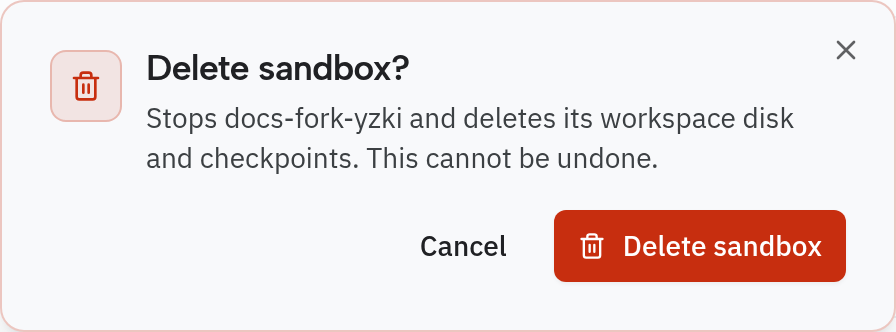 Delete sandbox?
Stops docs-fork-yzki and deletes its workspace disk
and checkpoints. This cannot be undone.
Cancel
Delete sandbox